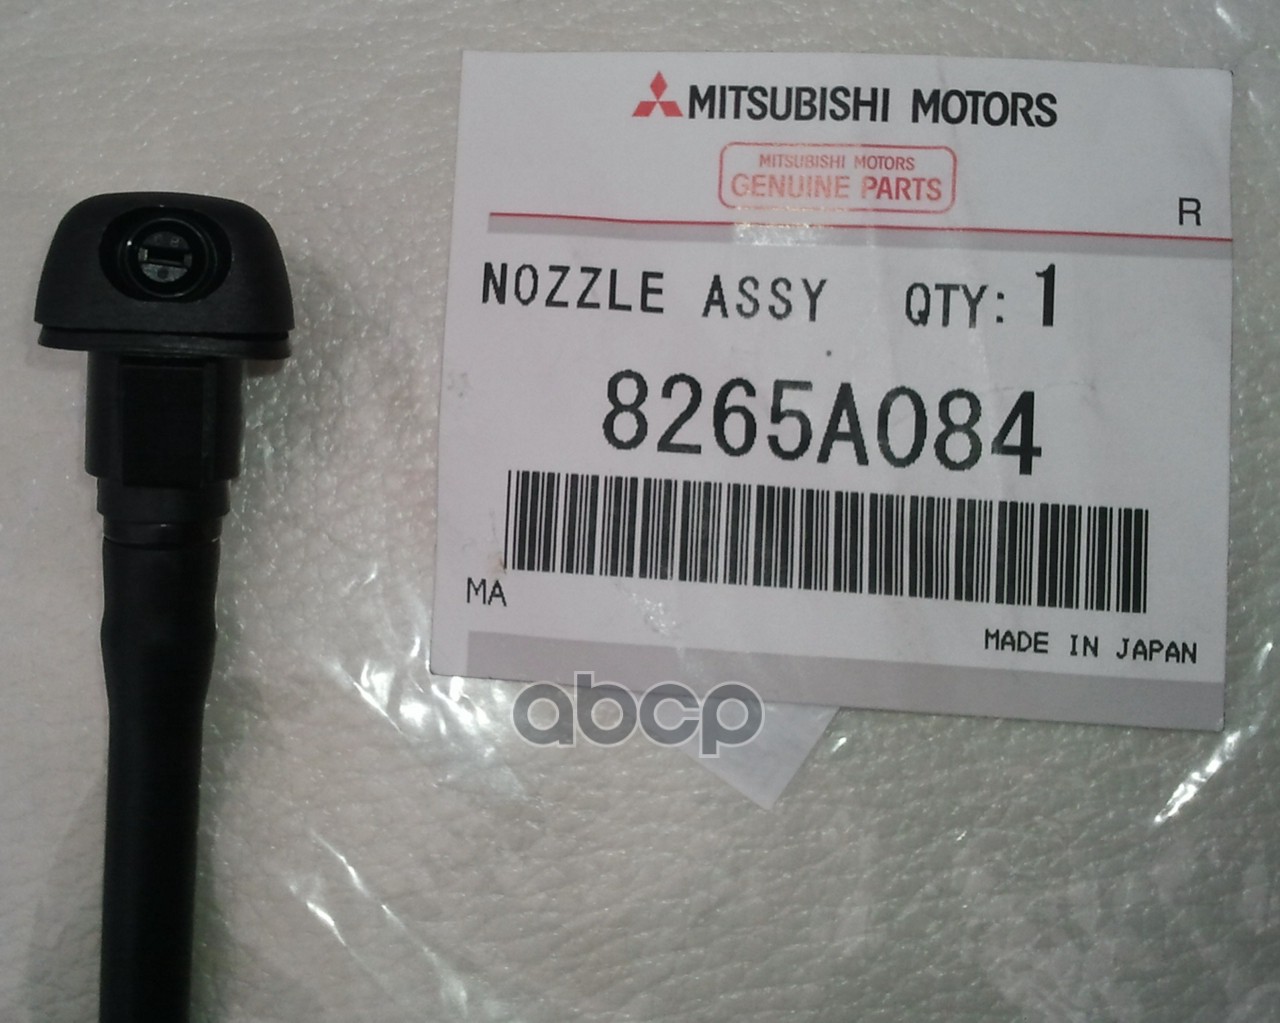 MITSUBISHI MOTORS
MITSUBISHI MOTORS
GENUINE PARTS
R
NOZZLE ASSY QTY: 1
8265A084
MA
MADE IN JAPAN
abcp